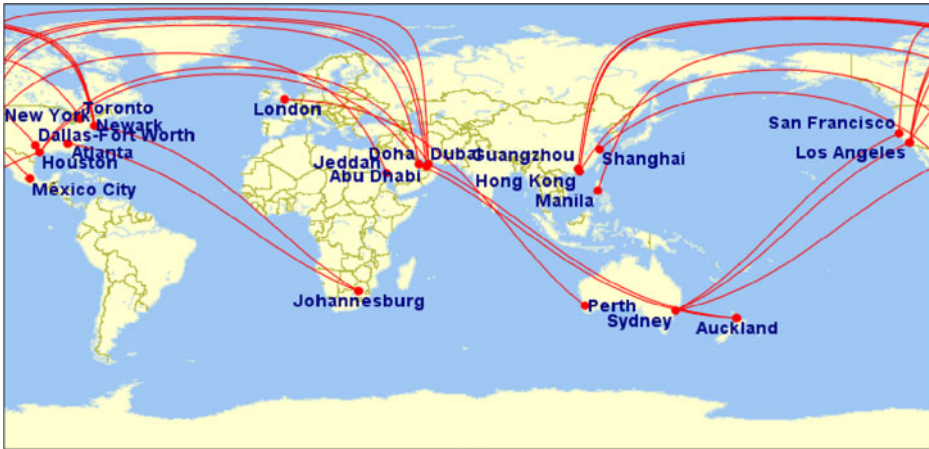 Toronto
New York
Newark
Dallas-Fort Worth
Atlanta
Houston
México City
London
Doha
Dubai
Jeddah
Abu Dhabi
Guangzhou
Hong Kong
Shanghai
Manila
San Francisco
Los Angeles
Johannesburg
Perth
Sydney
Auckland